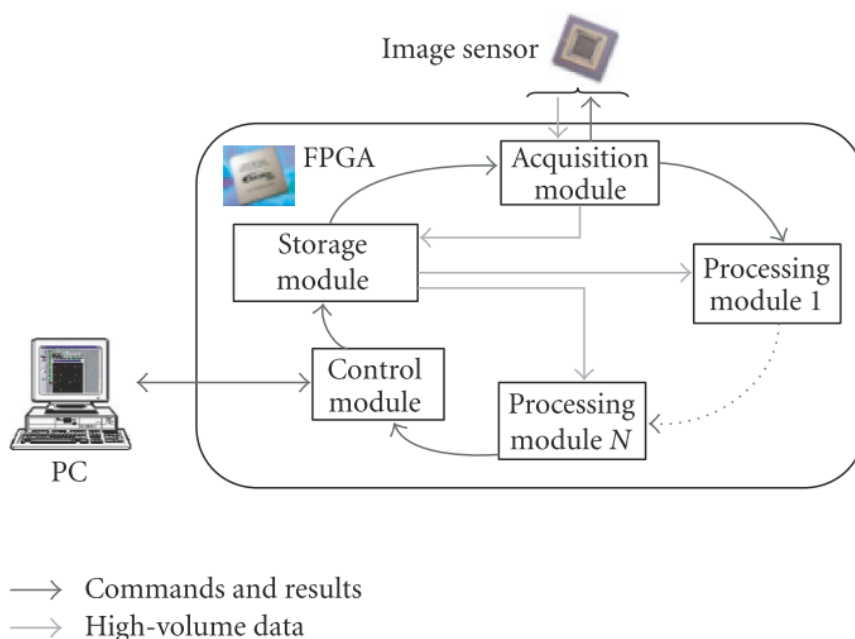 Image sensor
FPGA
Acquisition
module
Storage
module
Processing
module 1
Control
module
Processing
module N
PC
Commands and results
High-volume data